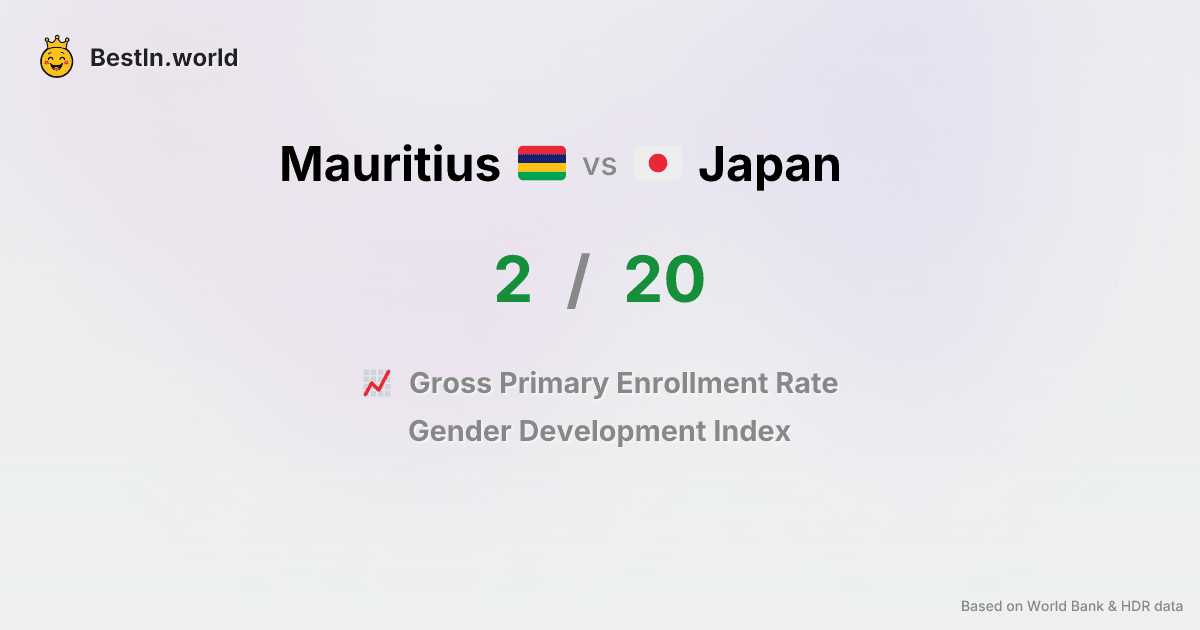 BestIn.world
Mauritius vs Japan
2 / 20
Gross Primary Enrollment Rate
Gender Development Index
Based on World Bank & HDR data